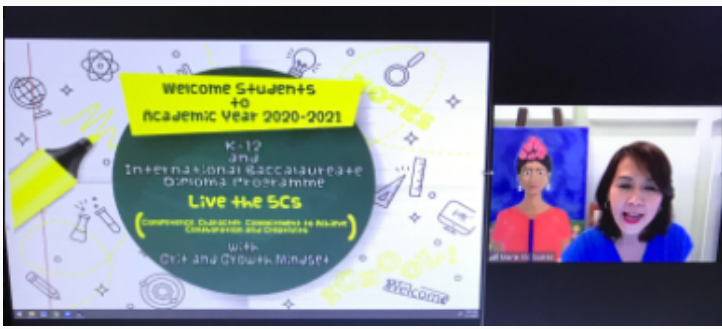 NOTES
Welcome Students
to
Academic Year 2020-2021
K-12
and
International Baccalaureate
Diploma Programme
Live the 5Cs
(Competence Character Commitment to Achieve
Collaboration and Creativity)
with
Grit and Growth Mindset
SCHOOL!
Welcome